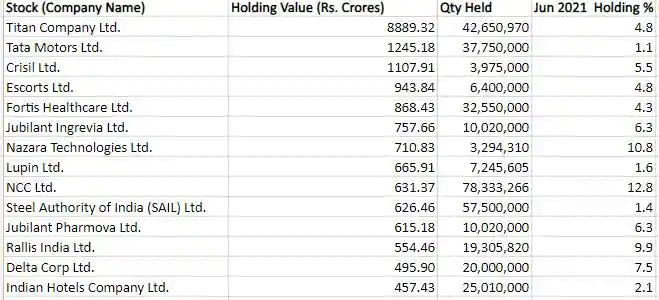 Stock (Company Name) Holding Value (Rs. Crores) Qty Held Jun 2021 Holding %
Titan Company Ltd. 8889.32 42,650,970 4.8
Tata Motors Ltd. 1245.18 37,750,000 1.1
Crisil Ltd. 1107.91 3,975,000 5.5
Escorts Ltd. 943.84 6,400,000 4.8
Fortis Healthcare Ltd. 868.43 32,550,000 4.3
Jubilant Ingrevia Ltd. 757.66 10,020,000 6.3
Nazara Technologies Ltd. 710.83 3,294,310 10.8
Lupin Ltd. 665.91 7,245,605 1.6
NCC Ltd. 631.37 78,333,266 12.8
Steel Authority of India (SAIL) Ltd. 626.46 57,500,000 1.4
Jubilant Pharmova Ltd. 615.18 10,020,000 6.3
Rallis India Ltd. 554.46 19,305,820 9.9
Delta Corp Ltd. 495.90 20,000,000 7.5
Indian Hotels Company Ltd. 457.43 25,010,000 2.1